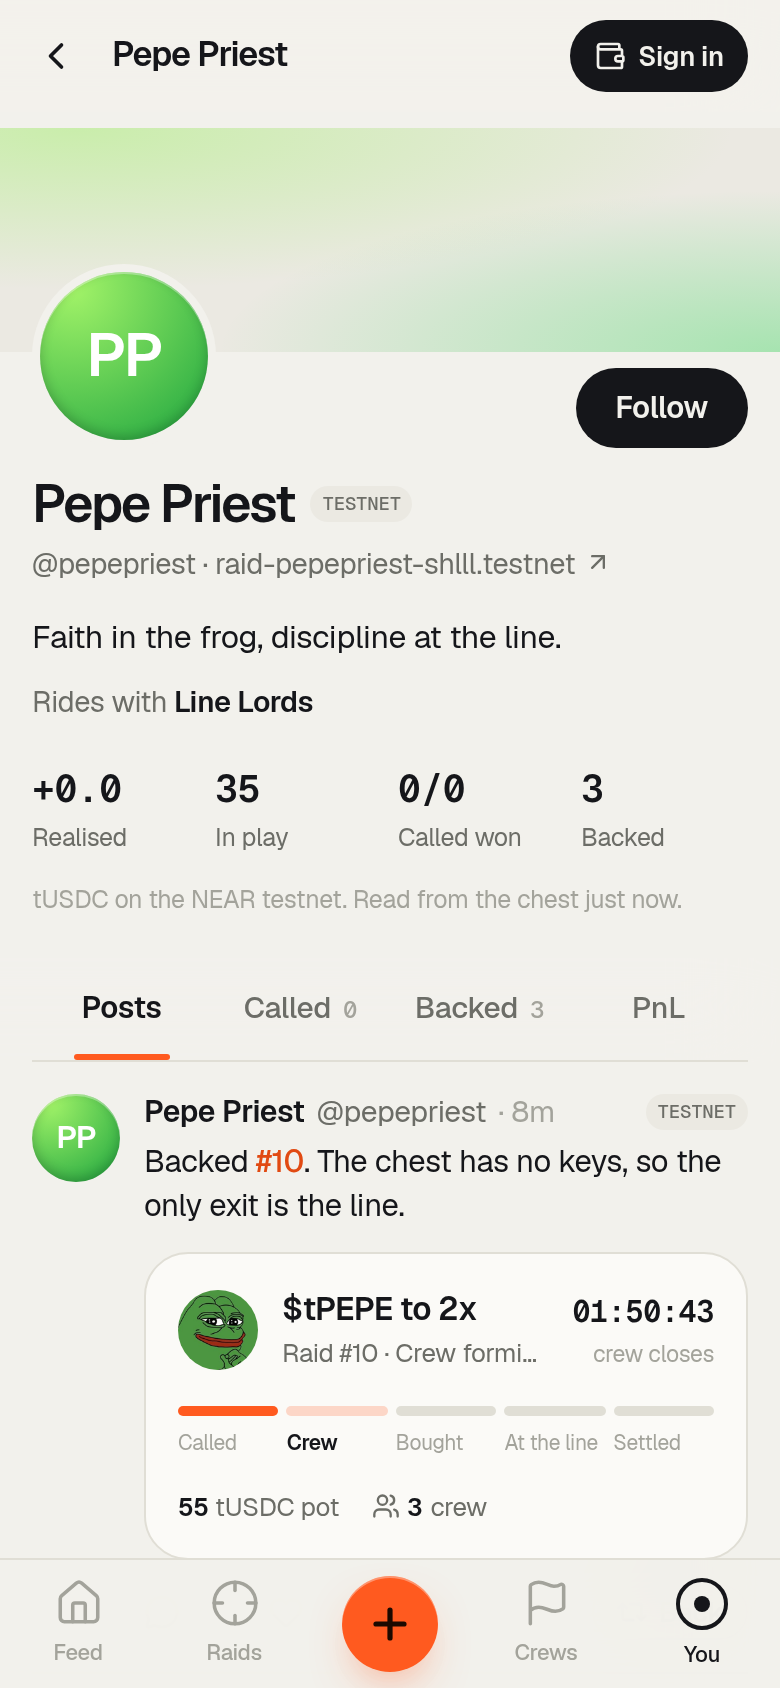 Pepe Priest
Sign in
PP
Follow
Pepe Priest TESTNET
@pepepriest · raid-pepepriest-shlll.testnet
Faith in the frog, discipline at the line.
Rides with Line Lords
+0.0 35 0/0 3
Realised In play Called won Backed
tUSDC on the NEAR testnet. Read from the chest just now.
Posts Called 0 Backed 3 PnL
PP
Pepe Priest @pepepriest · 8m TESTNET
Backed #10. The chest has no keys, so the
only exit is the line.
$tPEPE to 2x 01:50:43
Raid #10 · Crew formi... crew closes
Called Crew Bought At the line Settled
55 tUSDC pot 3 crew
Feed Raids Crews You